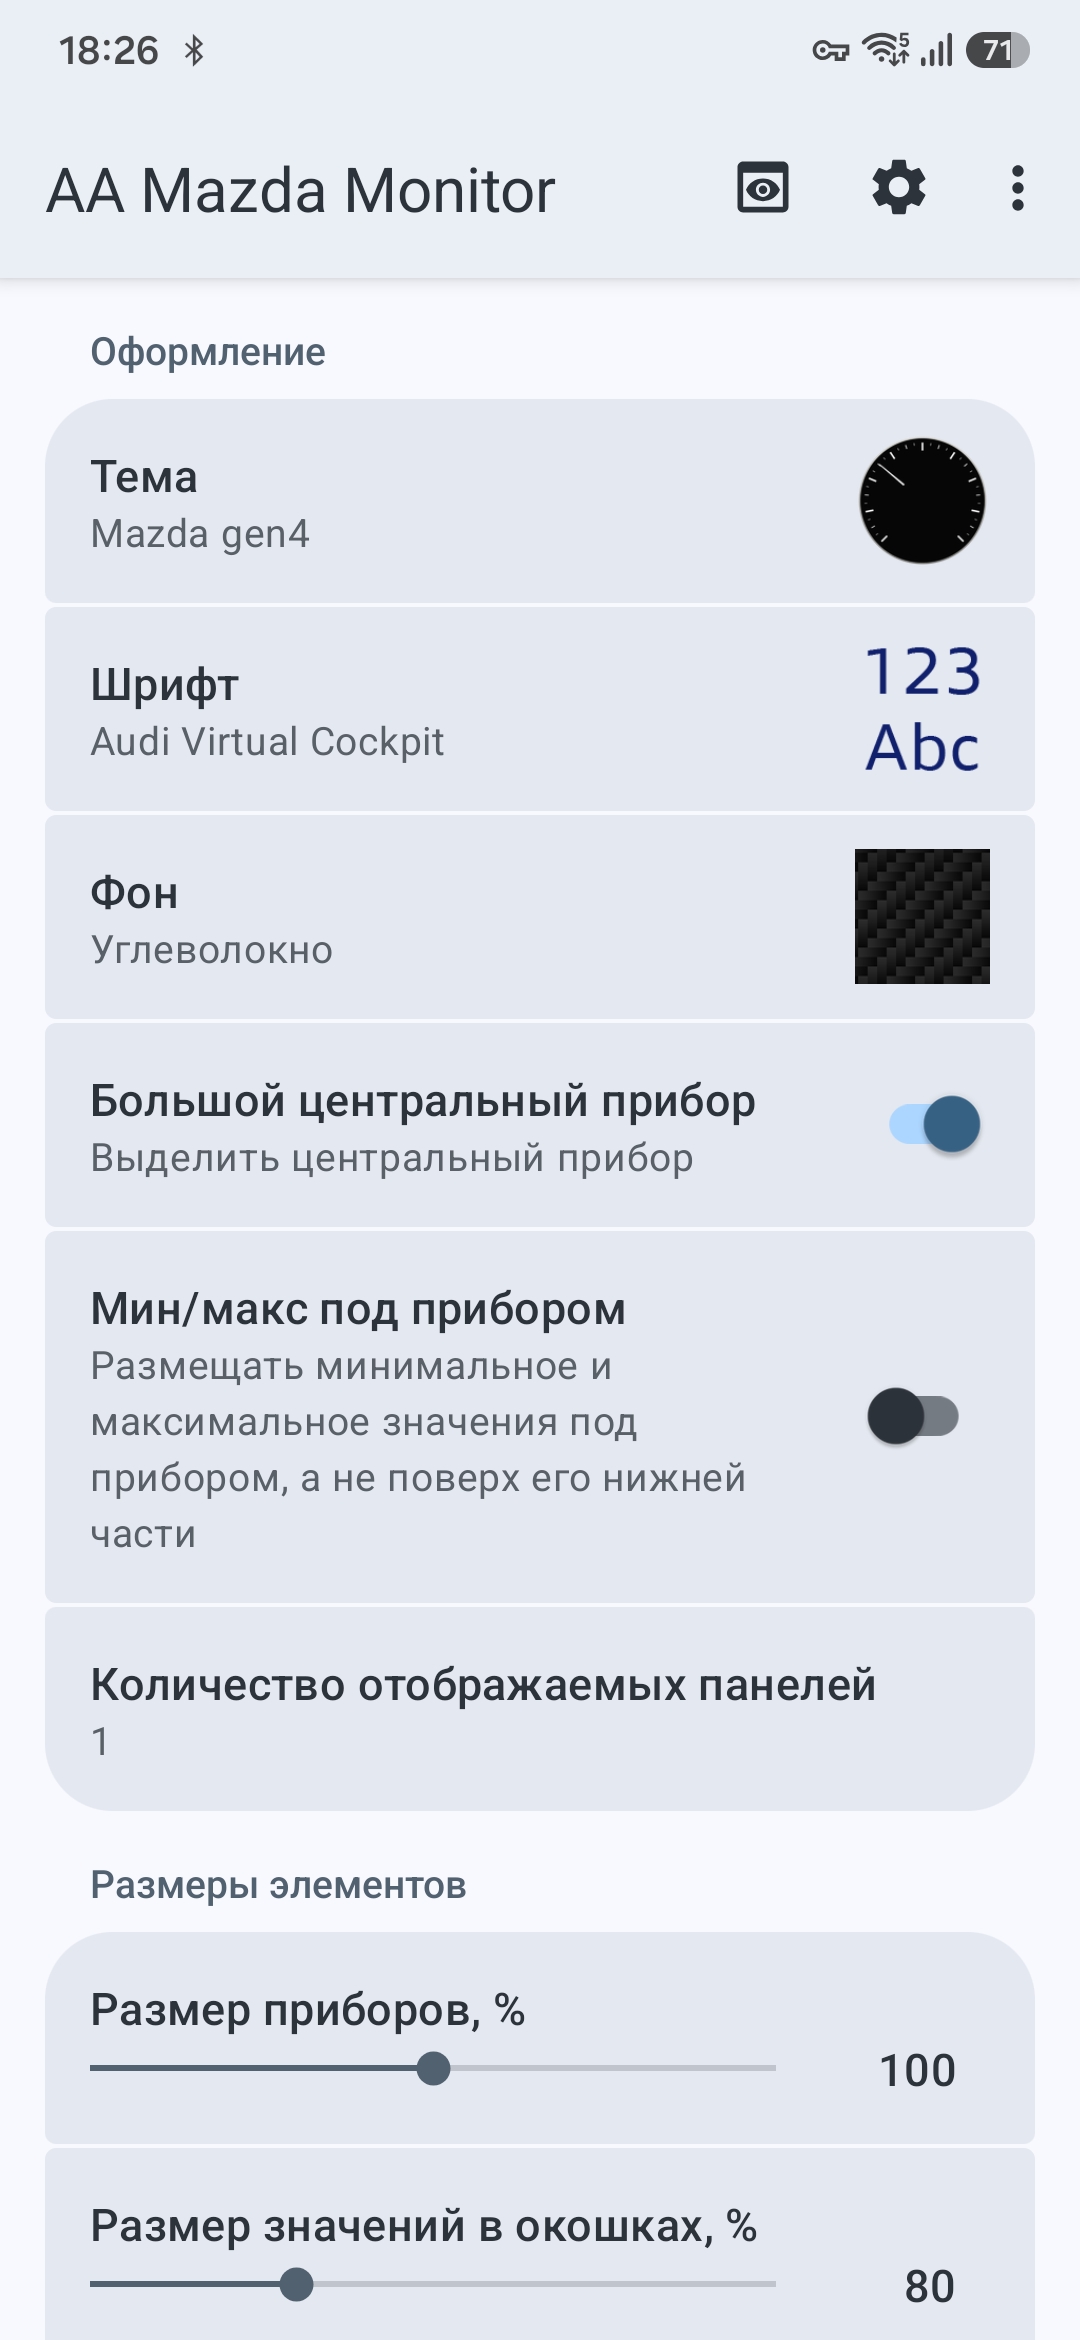 18:26
5
71
AA Mazda Monitor
Оформление
Тема
Mazda gen4
Шрифт
Audi Virtual Cockpit
123
Abc
Фон
Углеволокно
Большой центральный прибор
Выделить центральный прибор
Мин/макс под прибором
Размещать минимальное и
максимальное значения под
прибором, а не поверх его нижней
части
Количество отображаемых панелей
1
Размеры элементов
Размер приборов, %
100
Размер значений в окошках, %
80